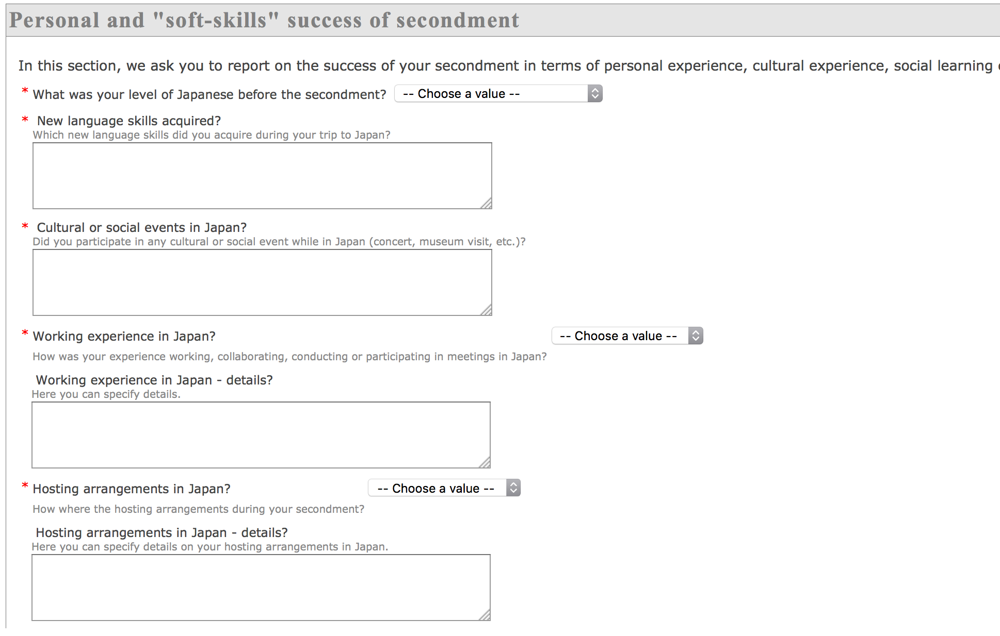 Personal and "soft-skills" success of secondment
In this section, we ask you to report on the success of your secondment in terms of personal experience, cultural experience, social learning
* What was your level of Japanese before the secondment? -- Choose a value --
* New language skills acquired?
Which new language skills did you acquire during your trip to Japan?
* Cultural or social events in Japan?
Did you participate in any cultural or social event while in Japan (concert, museum visit, etc.)?
* Working experience in Japan? -- Choose a value --
How was your experience working, collaborating, conducting or participating in meetings in Japan?
Working experience in Japan - details?
Here you can specify details.
* Hosting arrangements in Japan? -- Choose a value --
How where the hosting arrangements during your secondment?
Hosting arrangements in Japan - details?
Here you can specify details on your hosting arrangements in Japan.